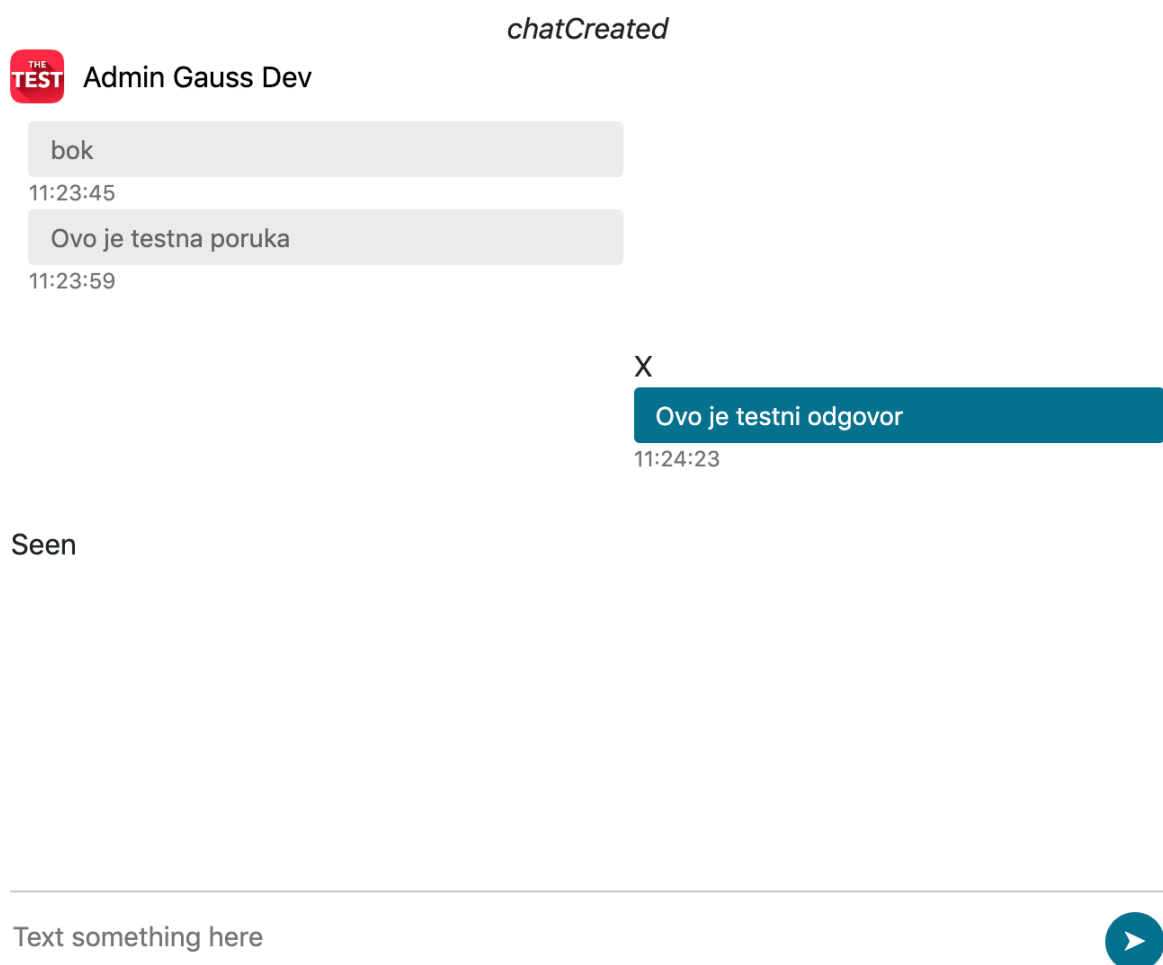 chatCreated
THE
TEST
Admin Gauss Dev
bok
11:23:45
Ovo je testna poruka
11:23:59
X
Ovo je testni odgovor
11:24:23
Seen
Text something here